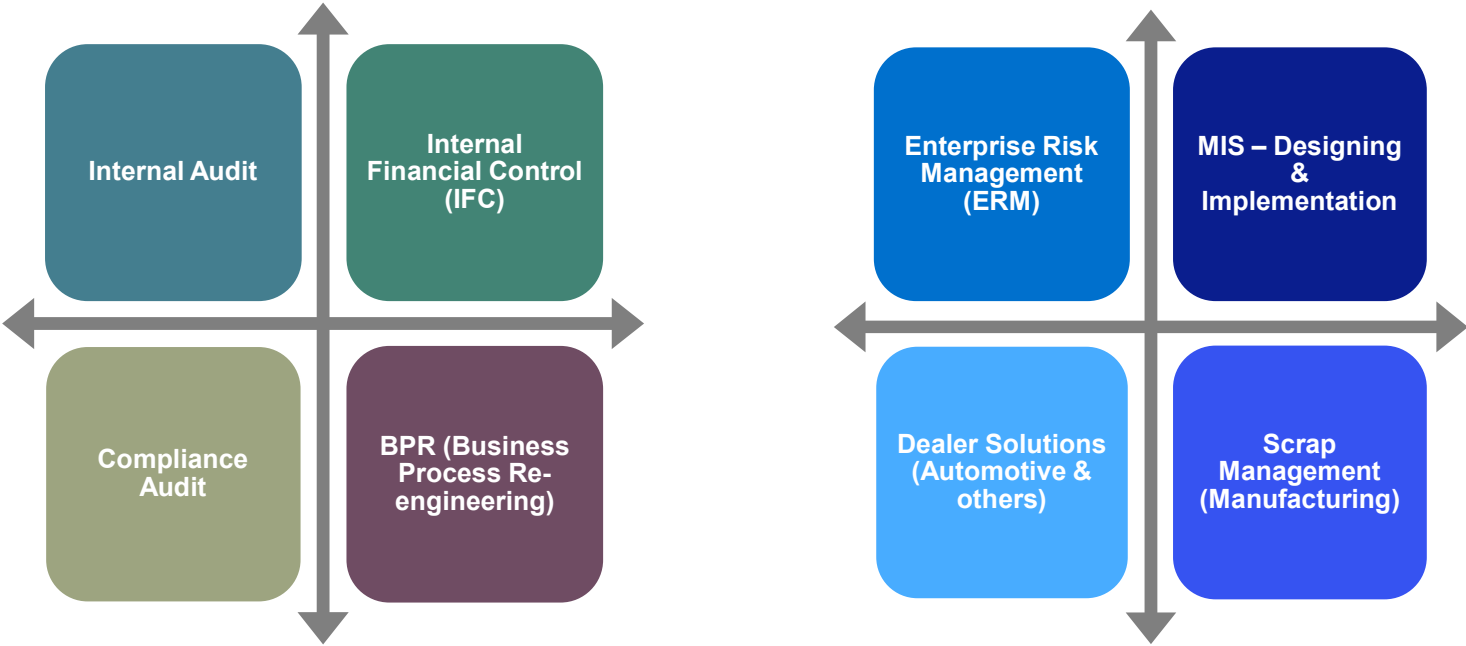 Internal Audit
Internal
Financial Control
(IFC)
Compliance
Audit
BPR (Business
Process Re-
engineering)
Enterprise Risk
Management
(ERM)
MIS – Designing
&
Implementation
Dealer Solutions
(Automotive &
others)
Scrap
Management
(Manufacturing)